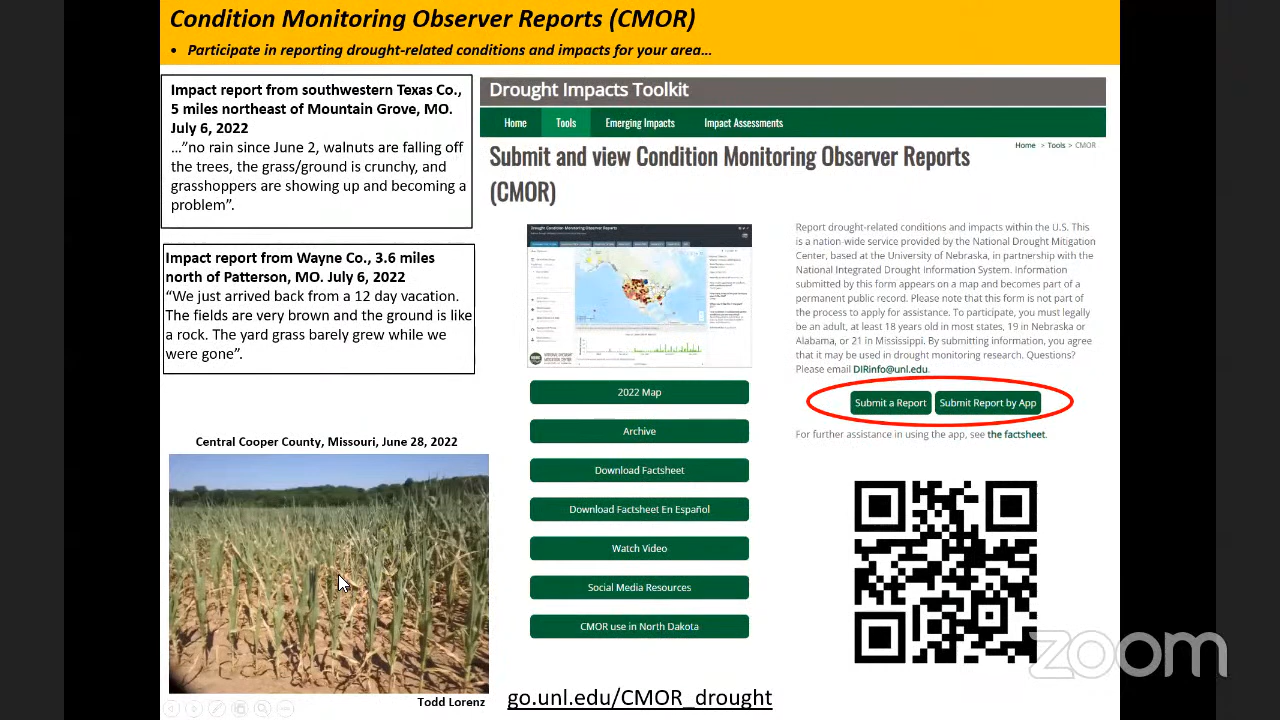 Condition Monitoring Observer Reports (CMOR)
• Participate in reporting drought-related conditions and impacts for your area…
Impact report from southwestern Texas Co.,
5 miles northeast of Mountain Grove, MO.
July 6, 2022
…”no rain since June 2, walnuts are falling off
the trees, the grass/ground is crunchy, and
grasshoppers are showing up and becoming a
problem”.
Impact report from Wayne Co., 3.6 miles
north of Patterson, MO. July 6, 2022
“We just arrived back from a 12 day vacation.
The fields are very brown and the ground is like
a rock. The yard grass barely grew while we
were gone”.
Central Cooper County, Missouri, June 28, 2022
Todd Lorenz
Drought Impacts Toolkit
Home Tools Emerging Impacts Impact Assessments
Home > Tools > CMOR
Submit and view Condition Monitoring Observer Reports
(CMOR)
Drought Condition Monitoring Observer Reports
2022 Map
Archive
Download Factsheet
Download Factsheet En Español
Watch Video
Social Media Resources
CMOR use in North Dakota
Report drought-related conditions and impacts within the U.S. This
is a nation-wide service provided by the National Drought Mitigation
Center, based at the University of Nebraska, in partnership with the
National Integrated Drought Information System. Information
submitted by this form appears on a map and becomes part of a
permanent public record. Please note that this form is not part of
the process to apply for assistance. To participate, you must legally
be an adult, at least 18 years old in most states, 19 in Nebraska or
Alabama, or 21 in Mississippi. By submitting information, you agree
that it may be used in drought monitoring research. Questions?
Please email DIRinfo@unl.edu.
Submit a Report Submit Report by App
For further assistance in using the app, see the factsheet.
go.unl.edu/CMOR_drought
zoom